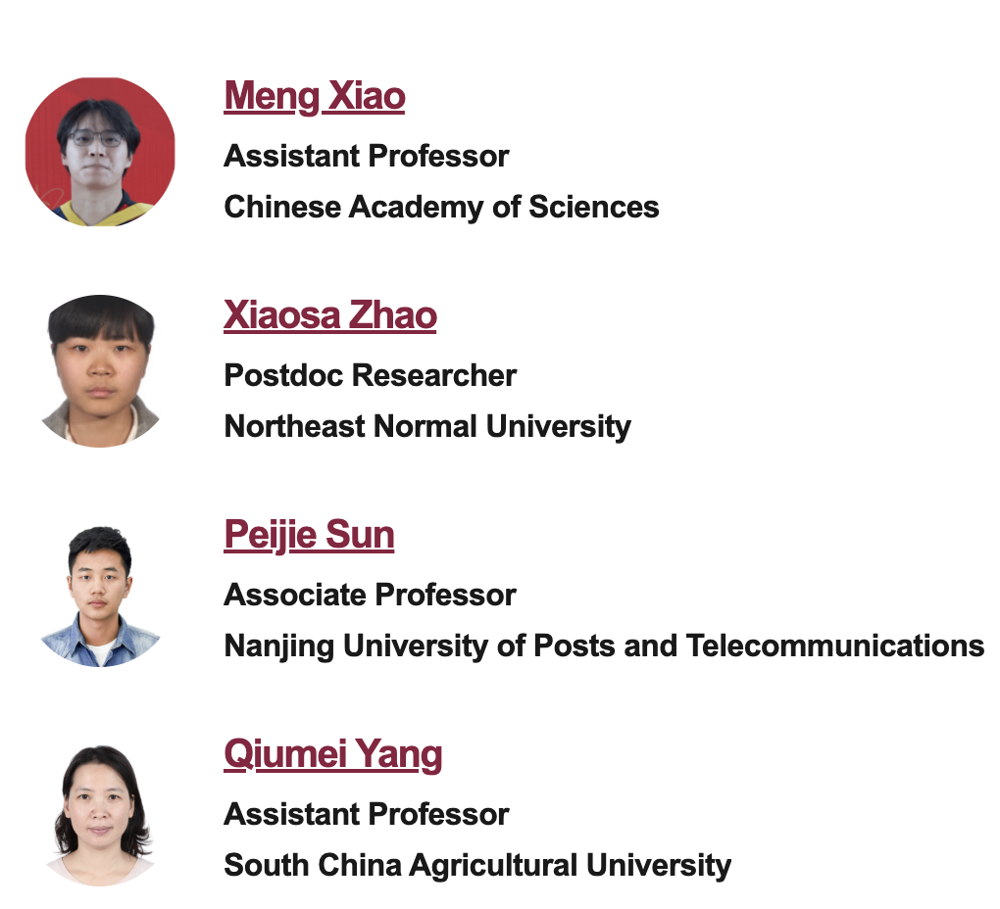 Meng Xiao
Assistant Professor
Chinese Academy of Sciences
Xiaosa Zhao
Postdoc Researcher
Northeast Normal University
Peijie Sun
Associate Professor
Nanjing University of Posts and Telecommunications
Qiumei Yang
Assistant Professor
South China Agricultural University